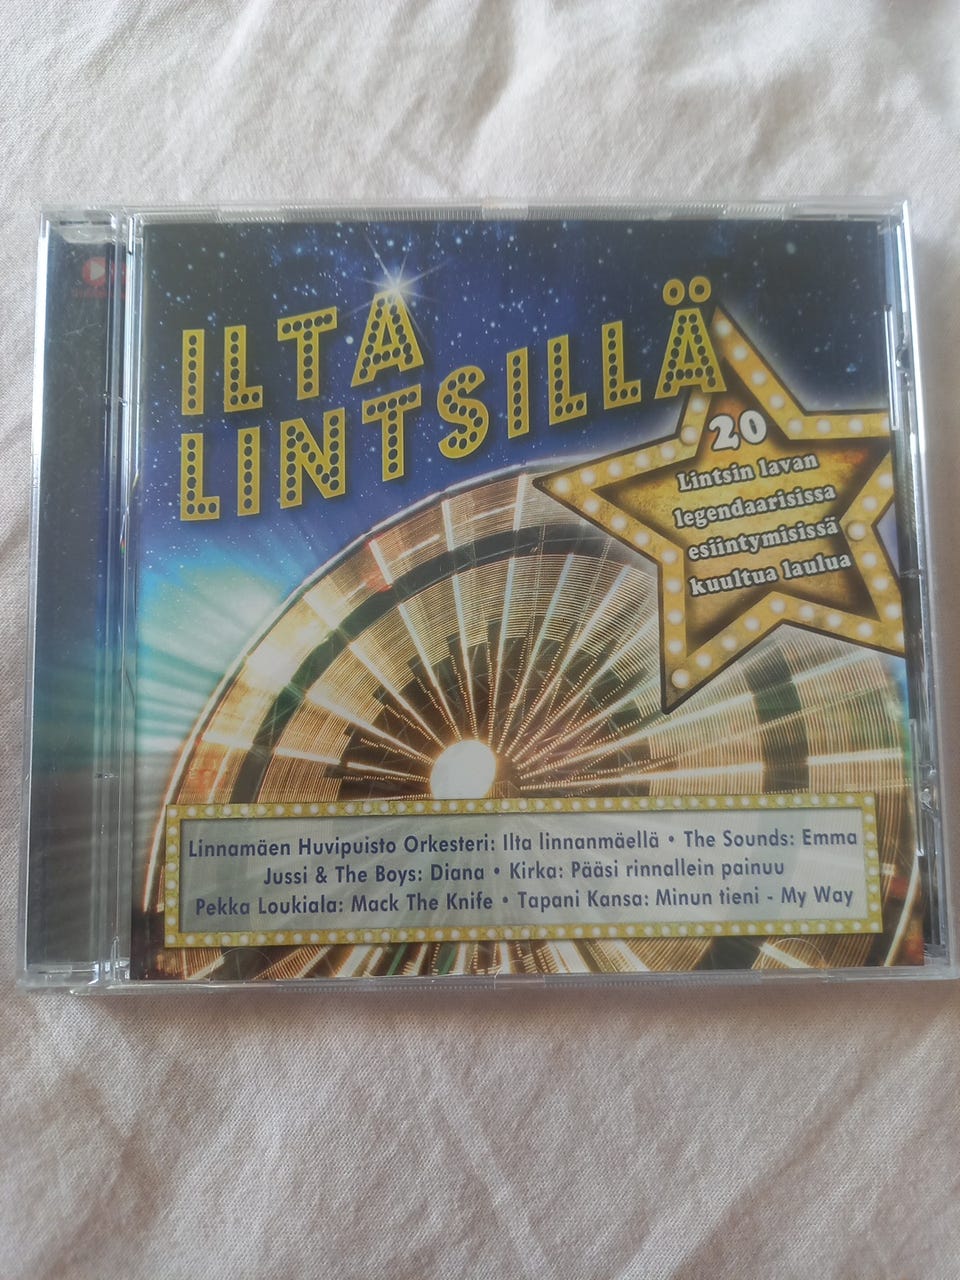 ILTA
LINTSILLÄ
20
Lintsin lavan
legendaarisissa
esiintymisissä
kuultua laulua
Linnamäen Huvipuisto Orkesteri: Ilta linnanmäellä • The Sounds: Emma
Jussi & The Boys: Diana • Kirka: Pääsi rinnallein painuu
Pekka Loukiala: Mack The Knife • Tapani Kansa: Minun tieni - My Way